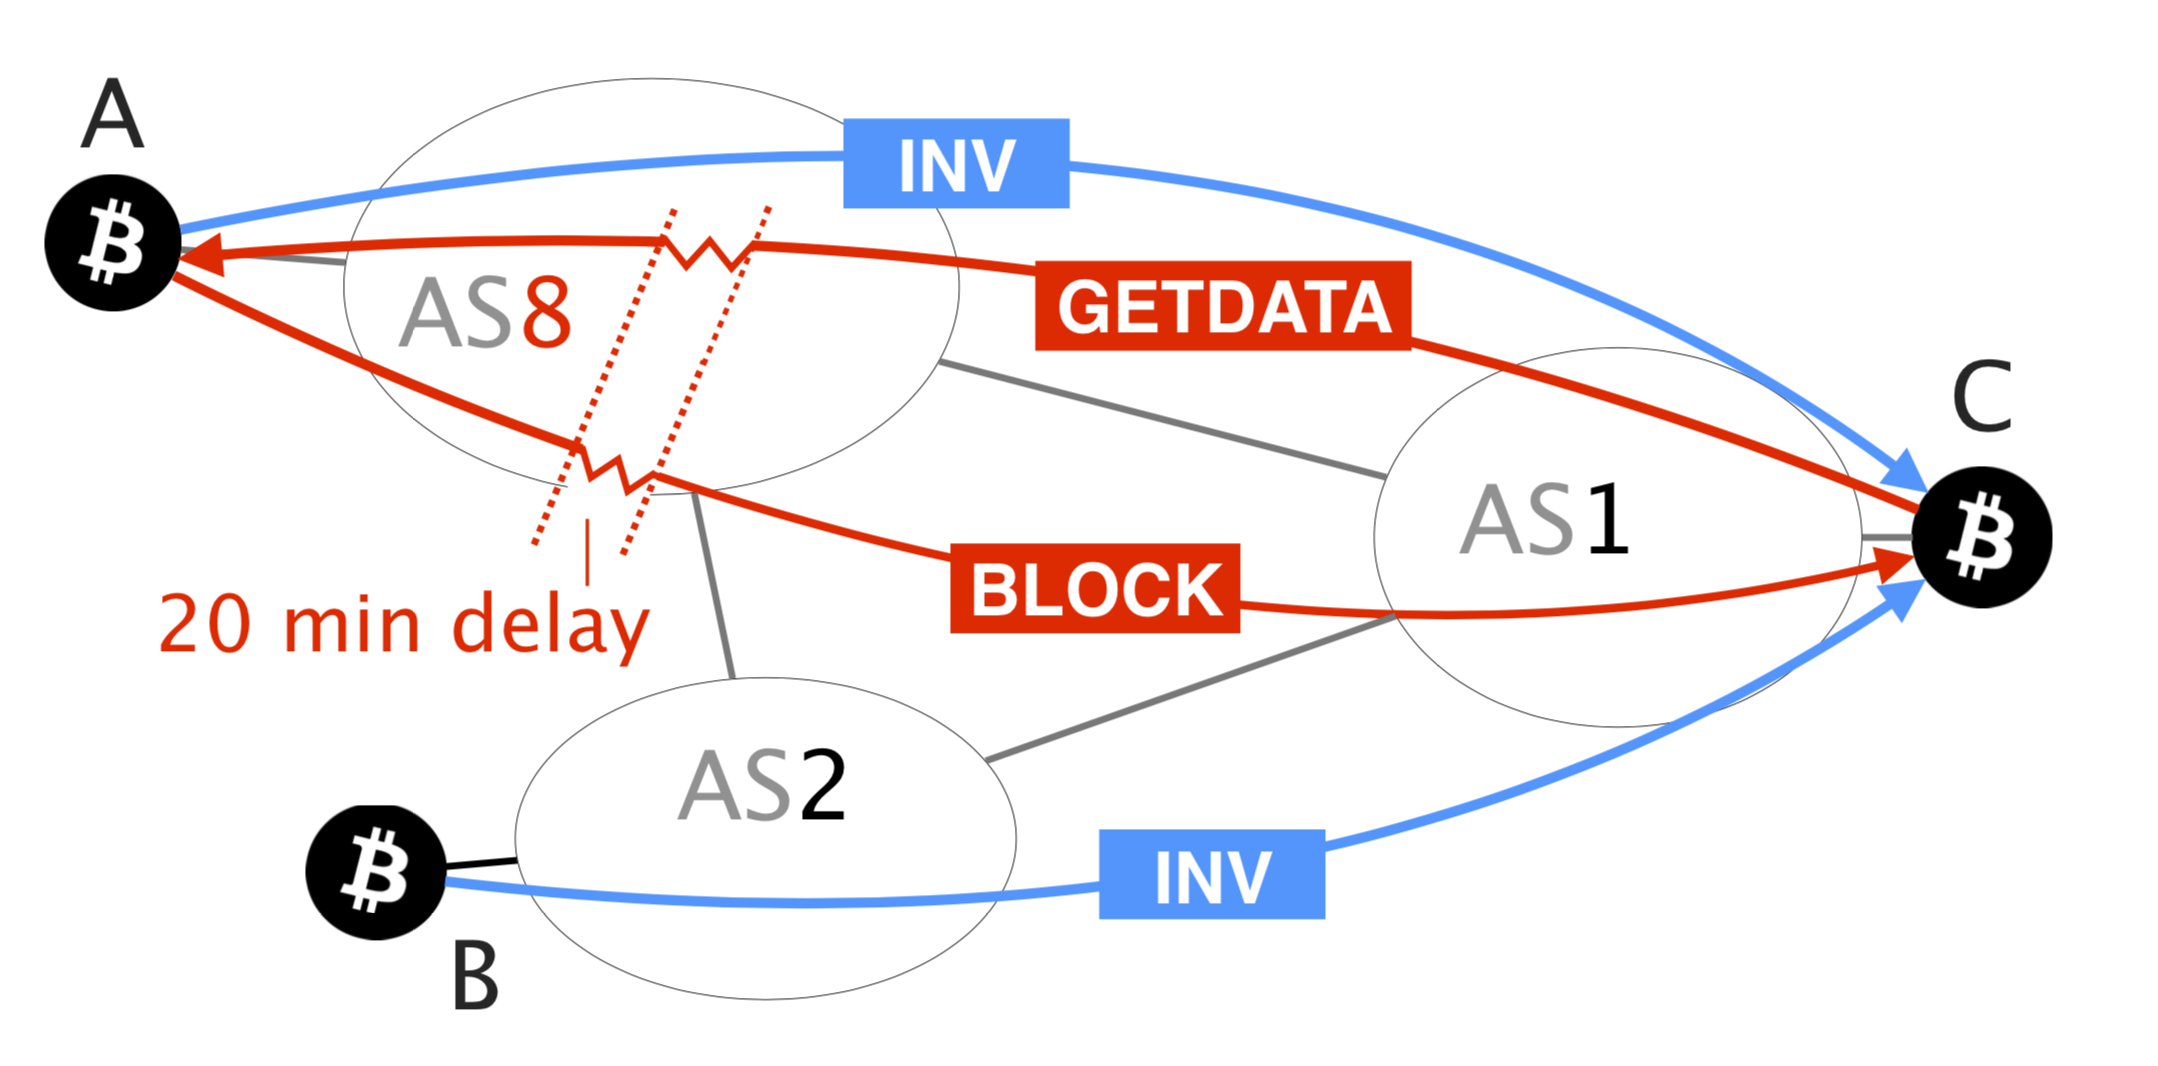 A
INV
AS8
GETDATA
C
AS1
BLOCK
20 min delay
AS2
INV
B